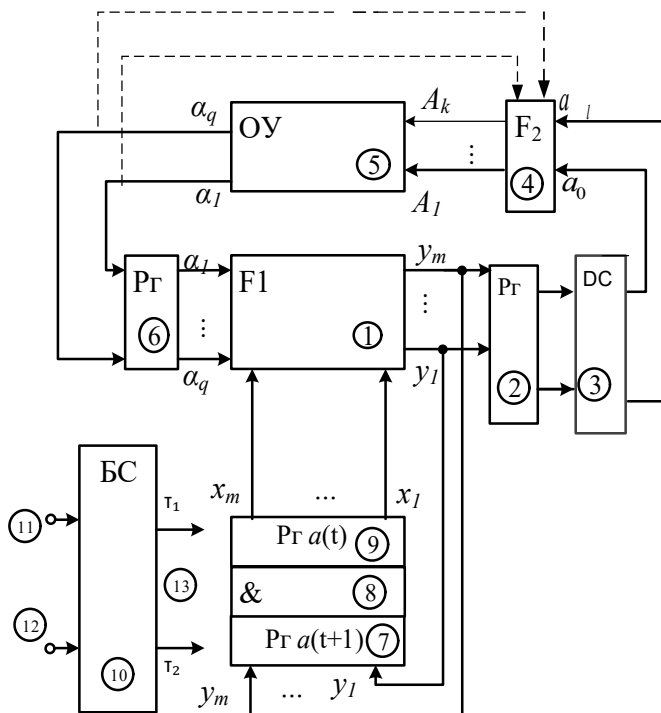 α_q
ОУ
5
α_1
A_k
⋮
A_1
F_2
4
a_l
a_0
Рг
6
α_1
⋮
α_q
F1
1
y_m
⋮
y_1
Рг
2
DC
3
БС
11
12
10
13
τ_1
τ_2
x_m ... x_1
Рг a(t) 9
& 8
Рг a(t+1) 7
y_m ... y_1